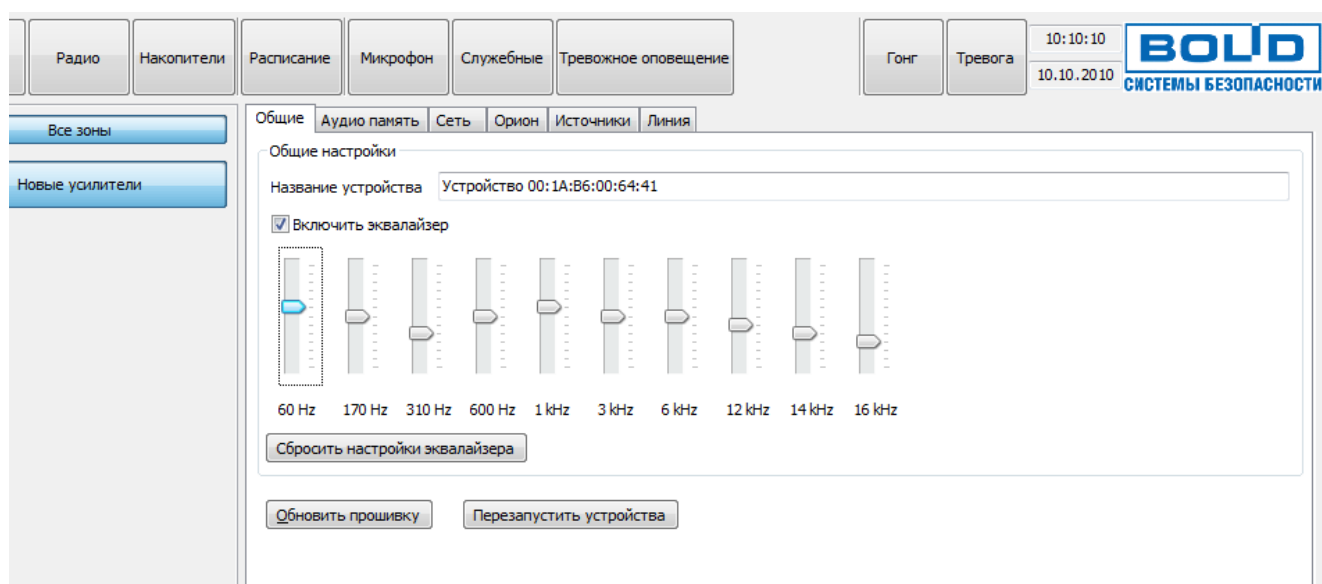 Радио Накопители Расписание Микрофон Служебные Тревожное оповещение Гонг Тревога 10:10:10
10.10.2010
BOLID
СИСТЕМЫ БЕЗОПАСНОСТИ
Все зоны
Новые усилители
Общие Аудио память Сеть Орион Источники Линия
Общие настройки
Название устройства Устройство 00:1A:B6:00:64:41
Включить эквалайзер
60 Hz 170 Hz 310 Hz 600 Hz 1 kHz 3 kHz 6 kHz 12 kHz 14 kHz 16 kHz
Сбросить настройки эквалайзера
Обновить прошивку Перезапустить устройства